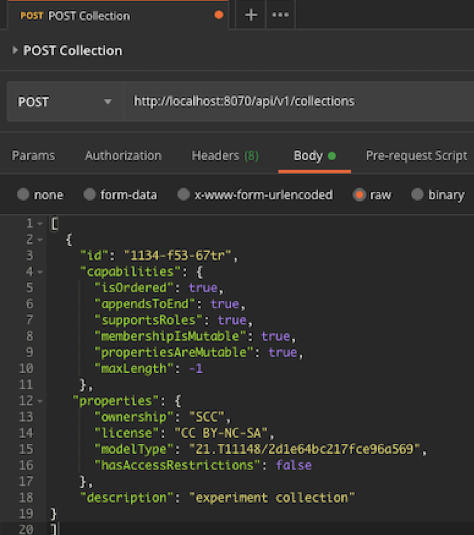 POST POST Collection + •••
POST Collection
POST http://localhost:8070/api/v1/collections
Params Authorization Headers (8) Body Pre-request Script
none form-data x-www-form-urlencoded raw binary
1 [
2 {
3 "id": "1134-f53-67tr",
4 "capabilities": {
5 "isOrdered": true,
6 "appendsToEnd": true,
7 "supportsRoles": true,
8 "membershipIsMutable": true,
9 "propertiesAreMutable": true,
10 "maxLength": -1
11 },
12 "properties": {
13 "ownership": "SCC",
14 "license": "CC BY-NC-SA",
15 "modelType": "21.T11148/2d1e64bc217fce96a569",
16 "hasAccessRestrictions": false
17 },
18 "description": "experiment collection"
19 }
20 ]